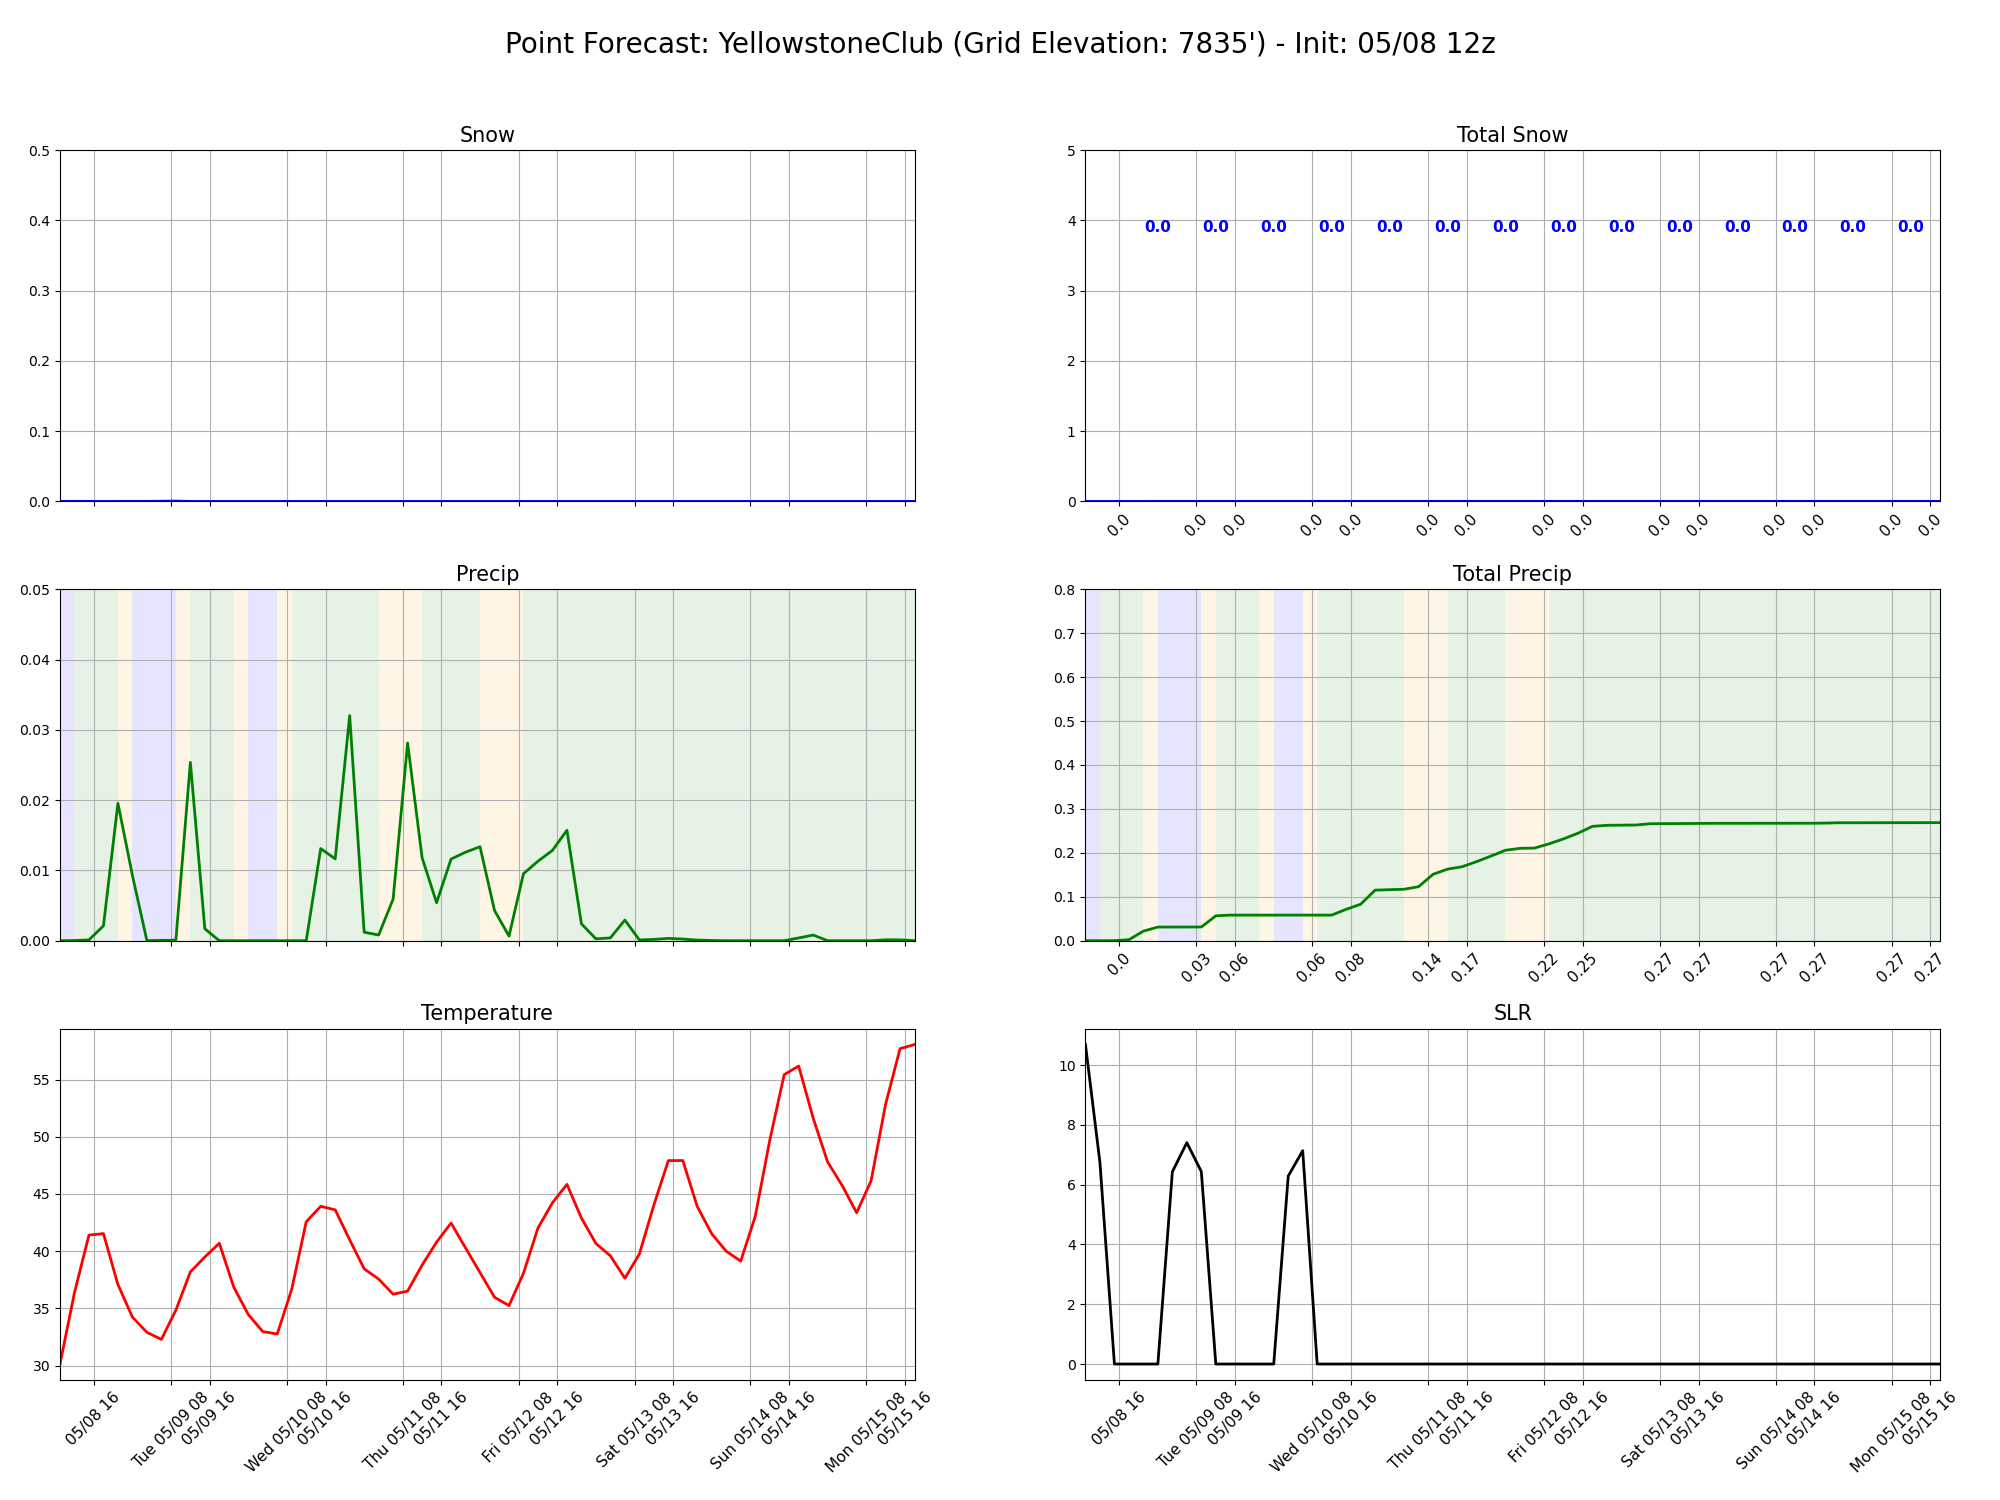 Point Forecast: YellowstoneClub (Grid Elevation: 7835') - Init: 05/08 12z
Snow
0.5
0.4
0.3
0.2
0.1
0.0
Total Snow
5
4
3
2
1
0
0.0 0.0 0.0 0.0 0.0 0.0 0.0 0.0 0.0 0.0 0.0 0.0 0.0 0.0
0.0 0.0 0.0 0.0 0.0 0.0 0.0 0.0 0.0 0.0 0.0 0.0 0.0 0.0 0.0
Precip
0.05
0.04
0.03
0.02
0.01
0.00
Total Precip
0.8
0.7
0.6
0.5
0.4
0.3
0.2
0.1
0.0
0.0 0.03 0.06 0.06 0.08 0.14 0.17 0.22 0.25 0.27 0.27 0.27 0.27 0.27 0.27
Temperature
55
50
45
40
35
30
05/08 16
Tue 05/09 08
05/09 16
Wed 05/10 08
05/10 16
Thu 05/11 08
05/11 16
Fri 05/12 08
05/12 16
Sat 05/13 08
05/13 16
Sun 05/14 08
05/14 16
Mon 05/15 08
05/15 16
SLR
10
8
6
4
2
0
05/08 16
Tue 05/09 08
05/09 16
Wed 05/10 08
05/10 16
Thu 05/11 08
05/11 16
Fri 05/12 08
05/12 16
Sat 05/13 08
05/13 16
Sun 05/14 08
05/14 16
Mon 05/15 08
05/15 16